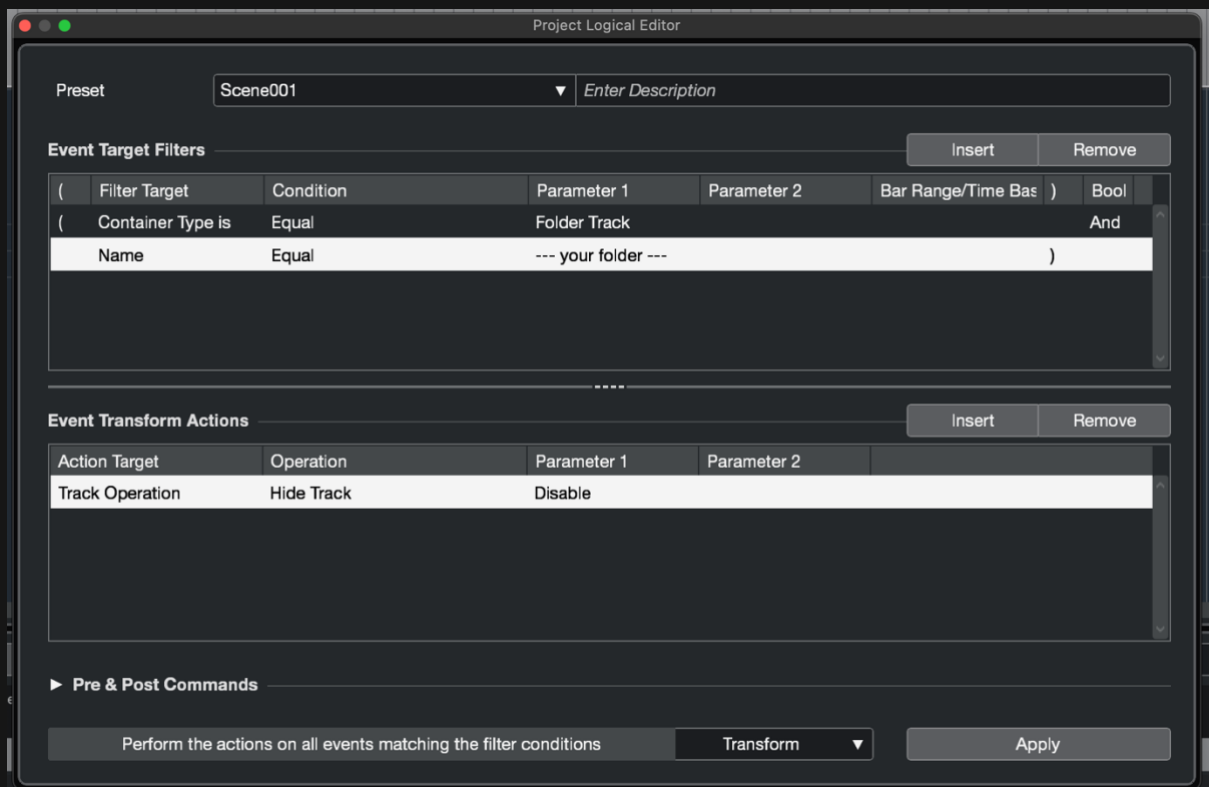 Project Logical Editor
Preset Scene001 ▼ Enter Description
Event Target Filters Insert Remove
( Filter Target Condition Parameter 1 Parameter 2 Bar Range/Time Bas ) Bool
( Container Type is Equal Folder Track And
Name Equal --- your folder --- )
Event Transform Actions Insert Remove
Action Target Operation Parameter 1 Parameter 2
Track Operation Hide Track Disable
▶ Pre & Post Commands
Perform the actions on all events matching the filter conditions Transform ▼ Apply